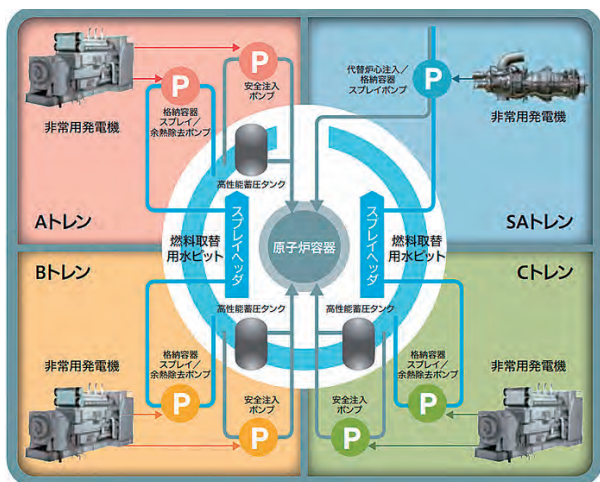 P
P
安全注入
ポンプ
格納容器
スプレイ/
余熱除去ポンプ
非常用発電機
高性能蓄圧タンク
Aトレン
代替炉心注入/
格納容器
スプレイポンプ
P
非常用発電機
SAトレン
燃料取替
用水ピット
スプレイヘッダ
原子炉容器
スプレイヘッダ
燃料取替
用水ピット
Bトレン
高性能蓄圧タンク
格納容器
スプレイ/
余熱除去ポンプ
非常用発電機
P
安全注入
ポンプ
P
Cトレン
高性能蓄圧タンク
格納容器
スプレイ/
余熱除去ポンプ
非常用発電機
P
安全注入
ポンプ
P